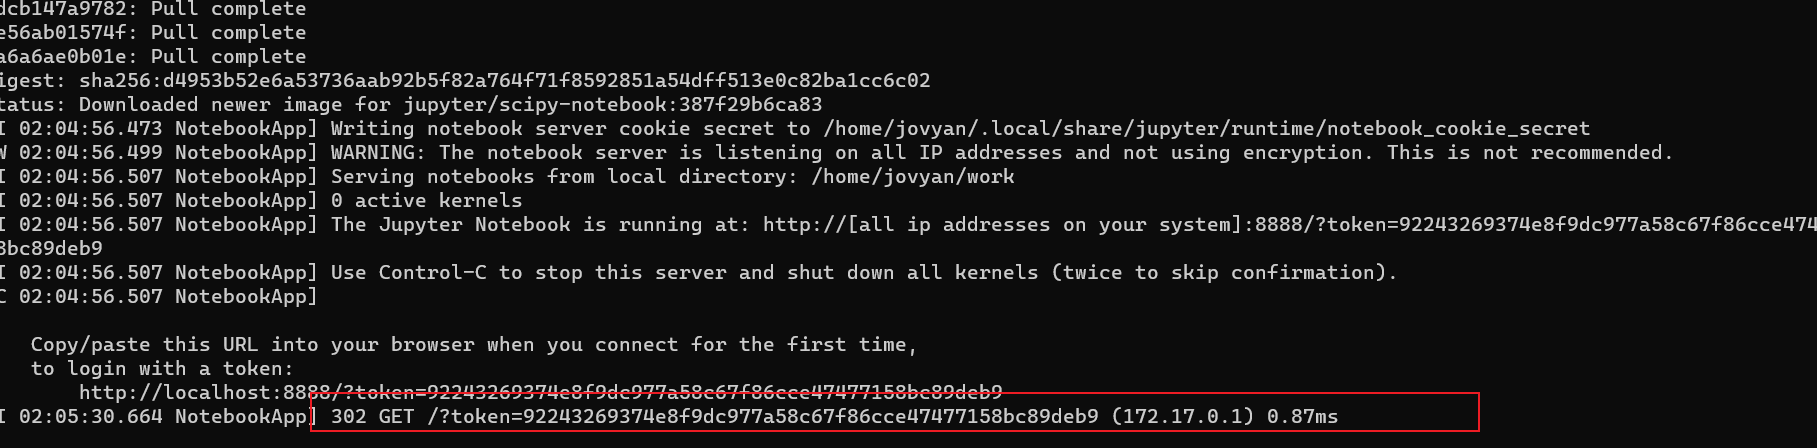 dcb147a9782: Pull complete
e56ab01574f: Pull complete
a6a6ae0b01e: Pull complete
igest: sha256:d4953b52e6a53736aab92b5f82a764f71f8592851a54dff513e0c82ba1cc6c02
tatus: Downloaded newer image for jupyter/scipy-notebook:387f29b6ca83
I 02:04:56.473 NotebookApp] Writing notebook server cookie secret to /home/jovyan/.local/share/jupyter/runtime/notebook_cookie_secret
W 02:04:56.499 NotebookApp] WARNING: The notebook server is listening on all IP addresses and not using encryption. This is not recommended.
I 02:04:56.507 NotebookApp] Serving notebooks from local directory: /home/jovyan/work
I 02:04:56.507 NotebookApp] 0 active kernels
I 02:04:56.507 NotebookApp] The Jupyter Notebook is running at: http://[all ip addresses on your system]:8888/?token=92243269374e8f9dc977a58c67f86cce474
8bc89deb9
I 02:04:56.507 NotebookApp] Use Control-C to stop this server and shut down all kernels (twice to skip confirmation).
C 02:04:56.507 NotebookApp]
Copy/paste this URL into your browser when you connect for the first time,
to login with a token:
http://localhost:8888/?token=92243269374e8f9dc977a58c67f86cce47477158bc89deb9
I 02:05:30.664 NotebookApp] 302 GET /?token=92243269374e8f9dc977a58c67f86cce47477158bc89deb9 (172.17.0.1) 0.87ms